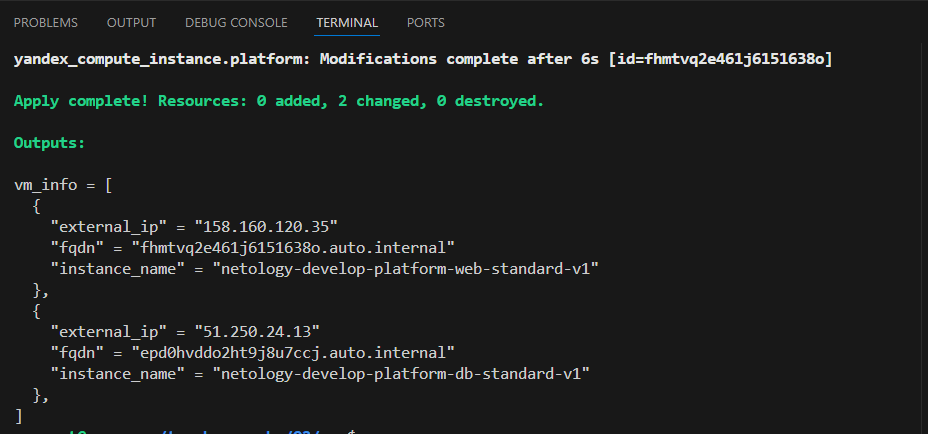 PROBLEMS OUTPUT DEBUG CONSOLE TERMINAL PORTS
yandex_compute_instance.platform: Modifications complete after 6s [id=fhmtvq2e461j6151638o]
Apply complete! Resources: 0 added, 2 changed, 0 destroyed.
Outputs:
vm_info = [
  {
    "external_ip" = "158.160.120.35"
    "fqdn" = "fhmtvq2e461j6151638o.auto.internal"
    "instance_name" = "netology-develop-platform-web-standard-v1"
  },
  {
    "external_ip" = "51.250.24.13"
    "fqdn" = "epd0hvddo2ht9j8u7ccj.auto.internal"
    "instance_name" = "netology-develop-platform-db-standard-v1"
  },
]